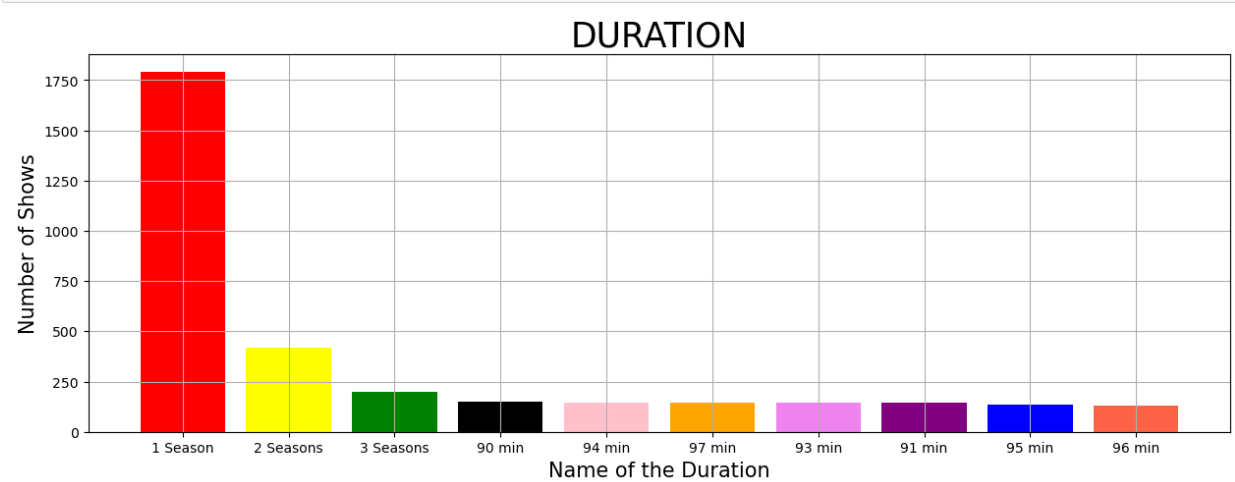 DURATION
Number of Shows
1750
1500
1250
1000
750
500
250
0
1 Season 2 Seasons 3 Seasons 90 min 94 min 97 min 93 min 91 min 95 min 96 min
Name of the Duration